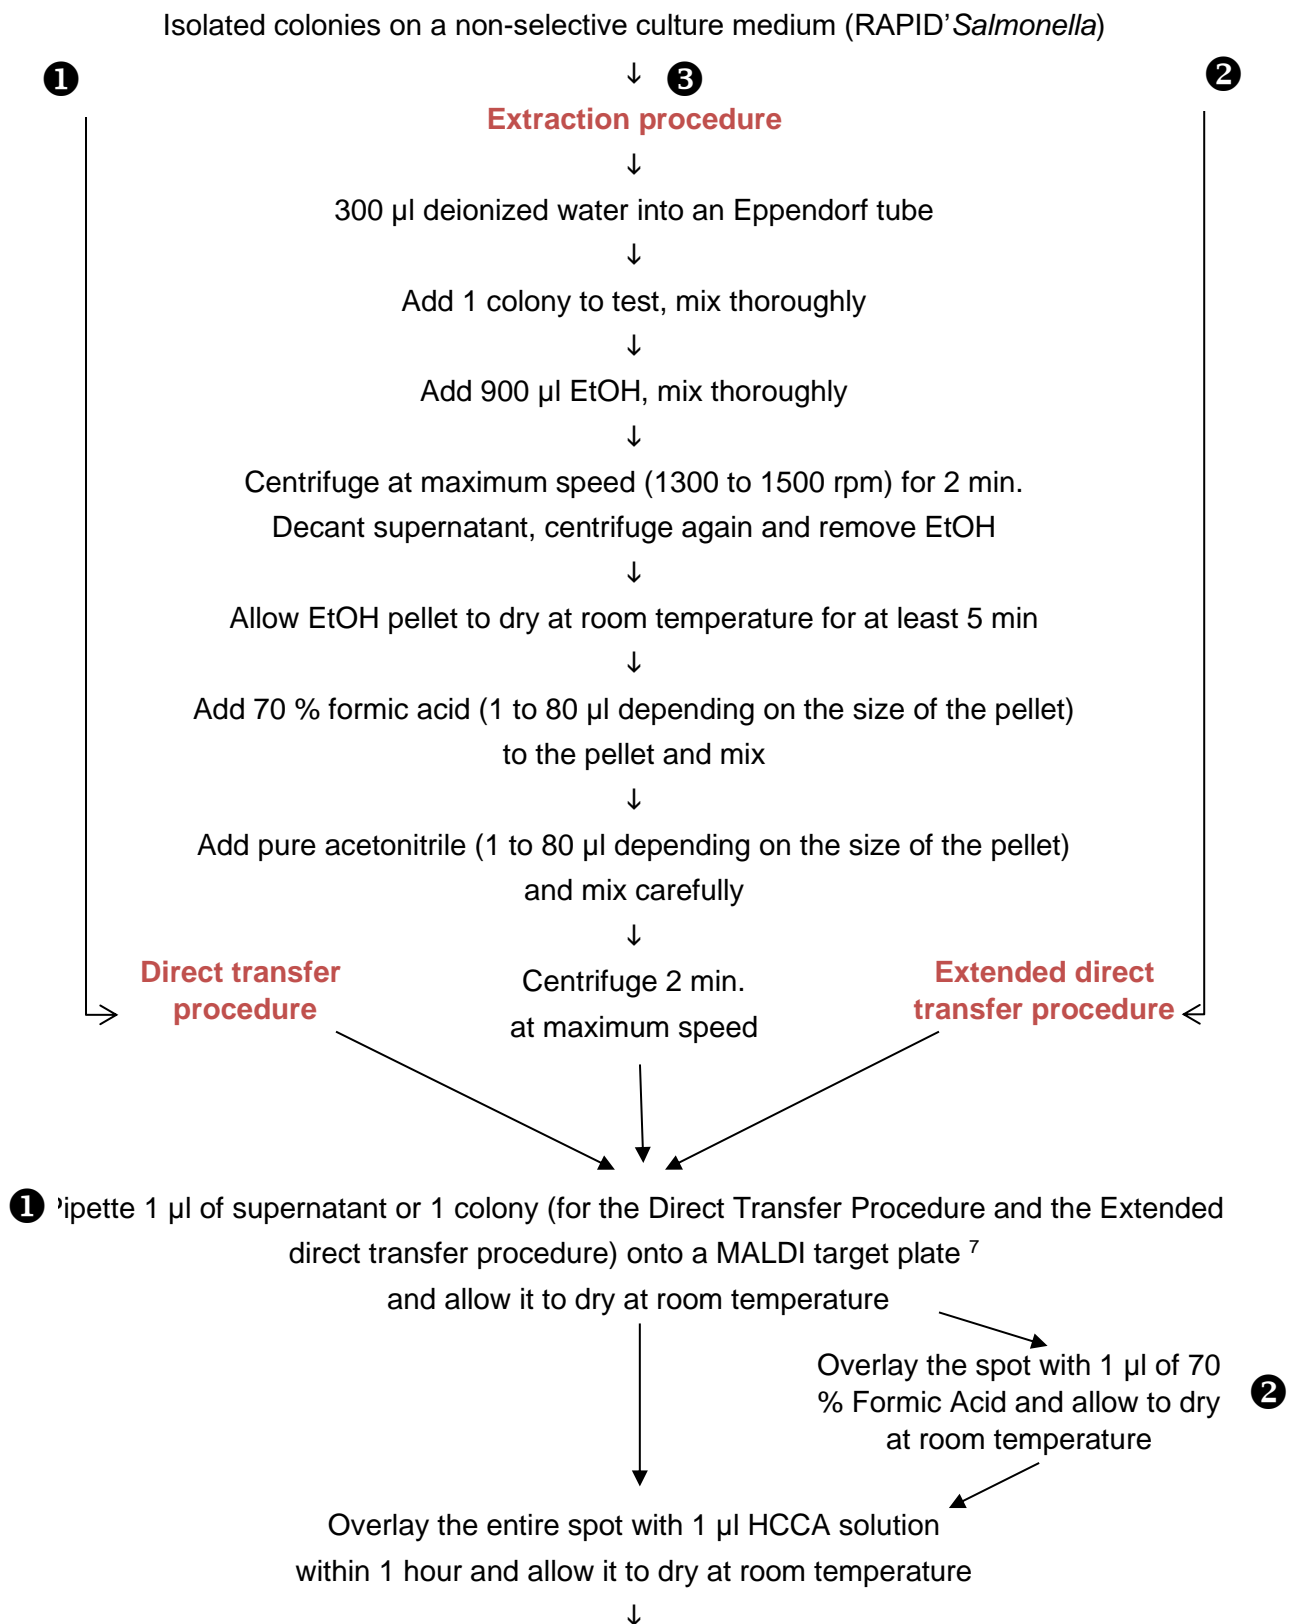 Isolated colonies on a non-selective culture medium (RAPID’Salmonella)
❶ ↓ ❸ ❷
Extraction procedure
↓
300 µl deionized water into an Eppendorf tube
↓
Add 1 colony to test, mix thoroughly
↓
Add 900 µl EtOH, mix thoroughly
↓
Centrifuge at maximum speed (1300 to 1500 rpm) for 2 min.
Decant supernatant, centrifuge again and remove EtOH
↓
Allow EtOH pellet to dry at room temperature for at least 5 min
↓
Add 70 % formic acid (1 to 80 µl depending on the size of the pellet)
to the pellet and mix
↓
Add pure acetonitrile (1 to 80 µl depending on the size of the pellet)
and mix carefully
↓
Direct transfer
procedure
Centrifuge 2 min.
at maximum speed
Extended direct
transfer procedure
❶ Pipette 1 µl of supernatant or 1 colony (for the Direct Transfer Procedure and the Extended
direct transfer procedure) onto a MALDI target plate 7
and allow it to dry at room temperature
Overlay the spot with 1 µl of 70
% Formic Acid and allow to dry ❷
at room temperature
Overlay the entire spot with 1 µl HCCA solution
within 1 hour and allow it to dry at room temperature
↓